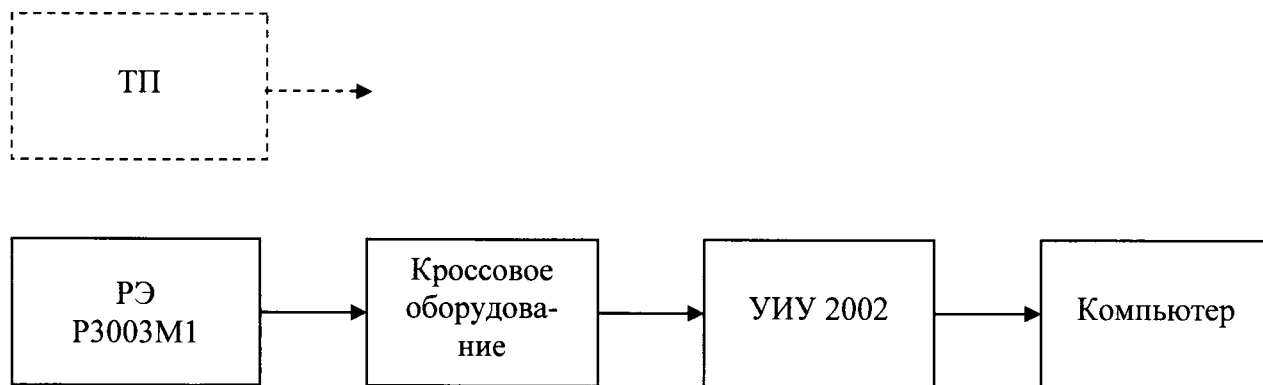 ТП
РЭ
Р3003М1
Кроссовое
оборудова-
ние
УИУ 2002
Компьютер